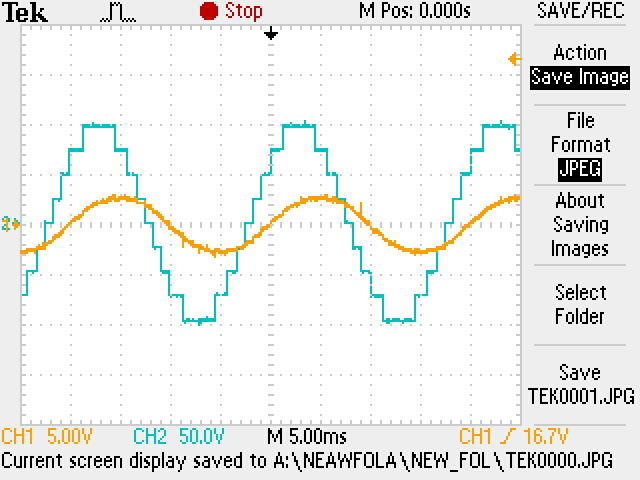 Tek Stop M Pos: 0.000s SAVE/REC
Action
Save Image
File
Format
JPEG
About
Saving
Images
Select
Folder
Save
TEK0001.JPG
CH1 5.00V CH2 50.0V M 5.00ms CH1 16.7V
Current screen display saved to A:\NEAWFOLA\NEW_FOL\TEK0000.JPG